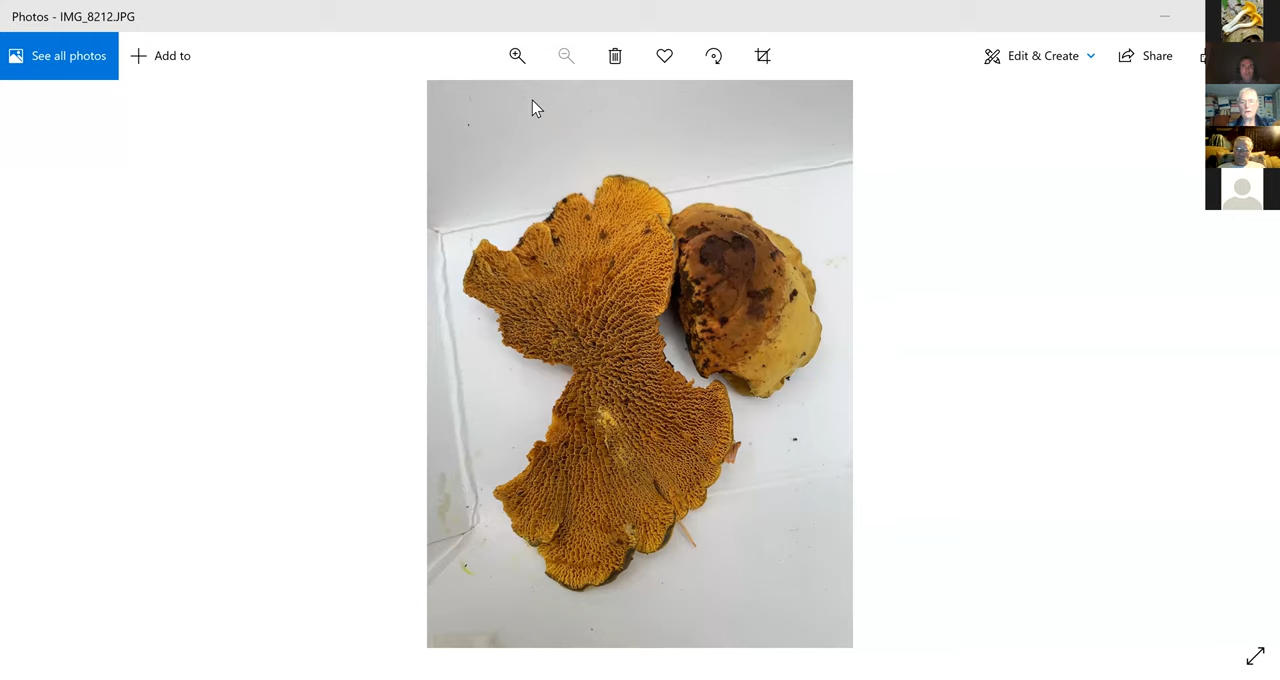 Photos - IMG_8212.JPG
See all photos
Add to
Edit & Create
Share